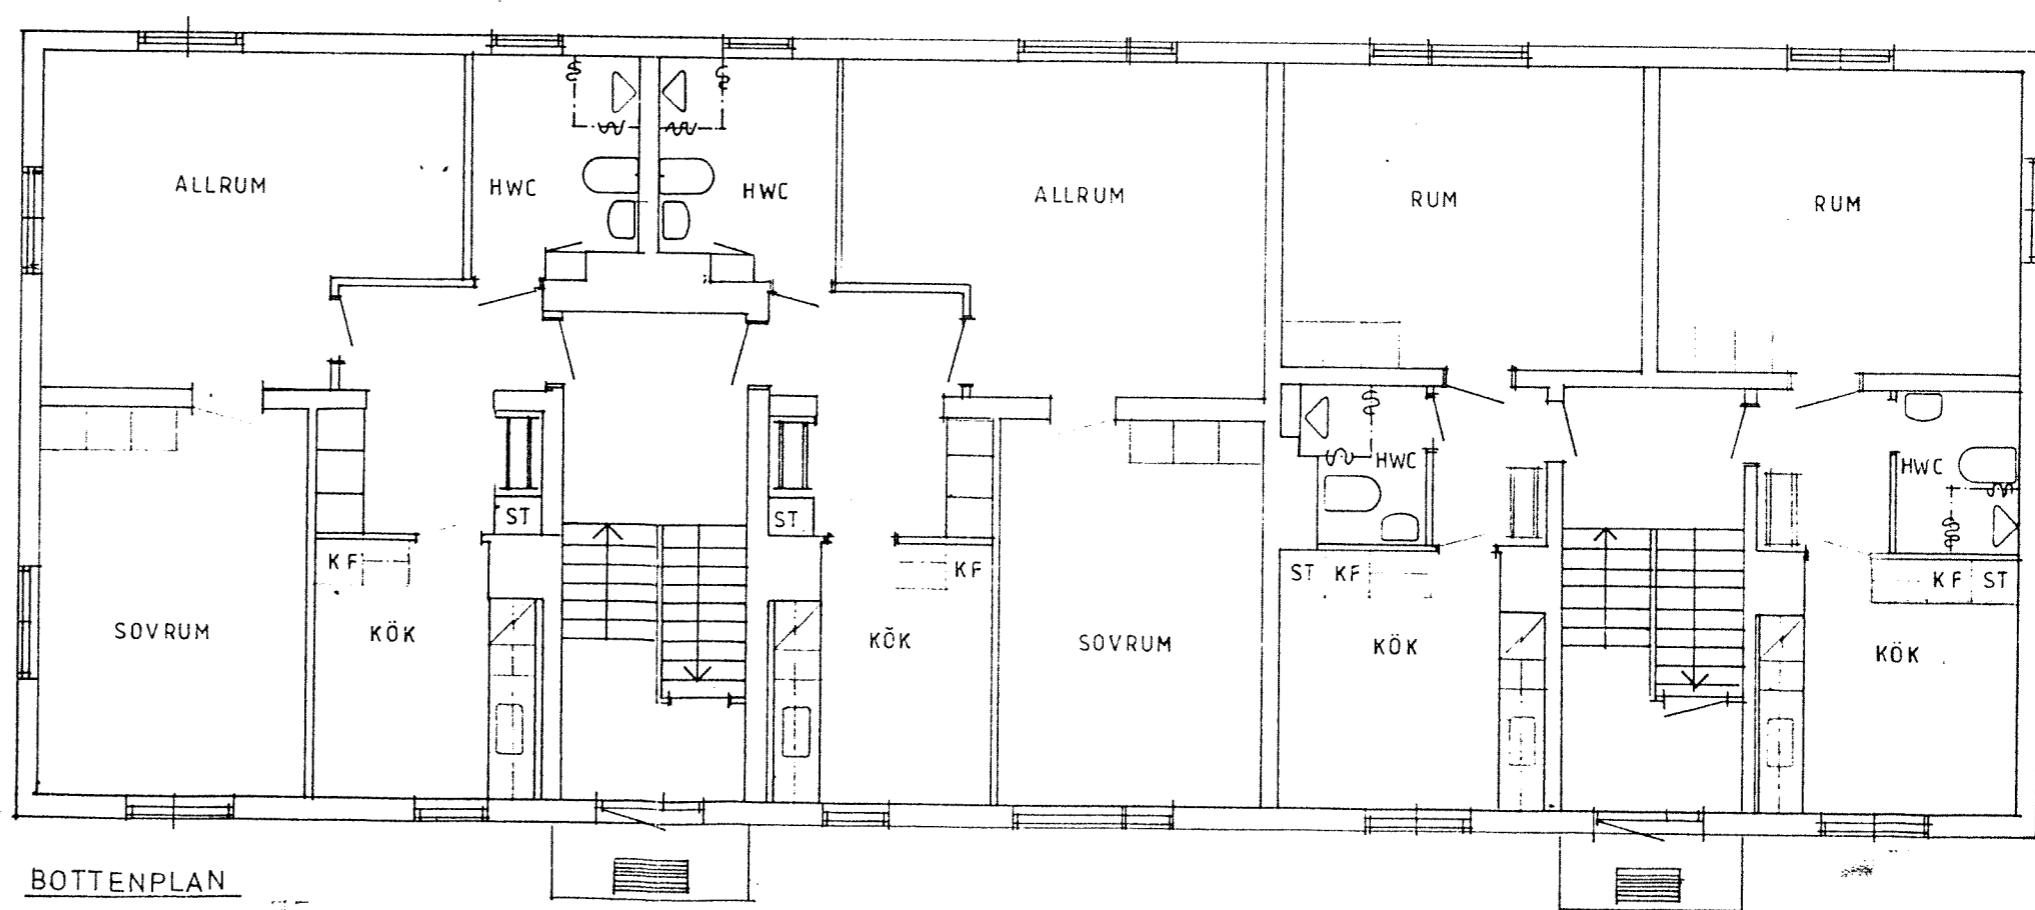 ALLRUM
HWC
HWC
ALLRUM
RUM
RUM
HWC
HWC
ST
ST
KF
KF
ST KF
KF ST
SOVRUM
KÖK
KÖK
SOVRUM
KÖK
KÖK
BOTTENPLAN